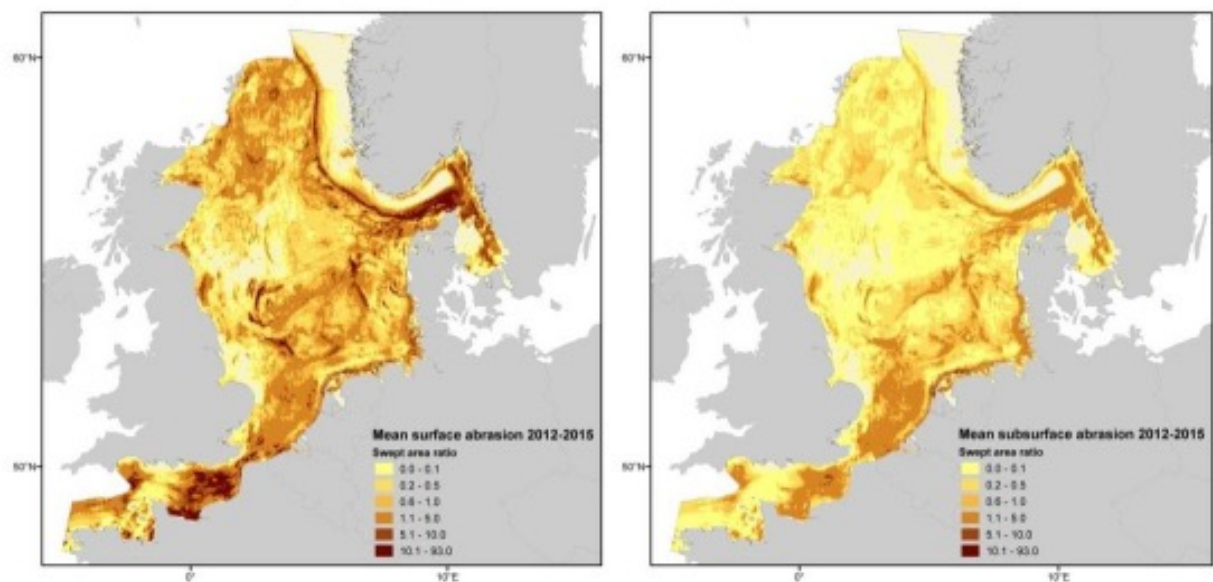 60°N
50°N
Mean surface abrasion 2012-2015
Swept area ratio
0.0 - 0.1
0.2 - 0.5
0.6 - 1.0
1.1 - 5.0
5.1 - 10.0
10.1 - 93.0
0°
10°E
60°N
50°N
Mean subsurface abrasion 2012-2015
Swept area ratio
0.0 - 0.1
0.2 - 0.5
0.6 - 1.0
1.1 - 5.0
5.1 - 10.0
10.1 - 93.0
0°
10°E